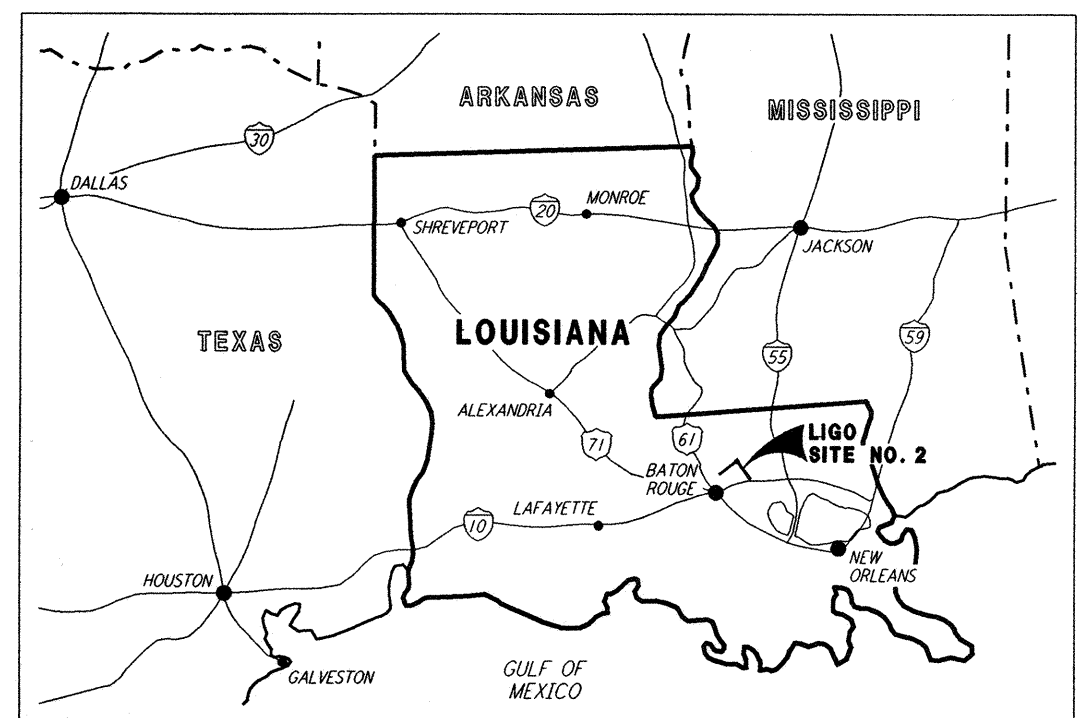 ARKANSAS
MISSISSIPPI
30
DALLAS
MONROE
20
SHREVEPORT
JACKSON
LOUISIANA
TEXAS
59
55
ALEXANDRIA
71
61
LIGO
SITE NO. 2
BATON
ROUGE
LAFAYETTE
10
NEW
ORLEANS
HOUSTON
GALVESTON
GULF OF
MEXICO